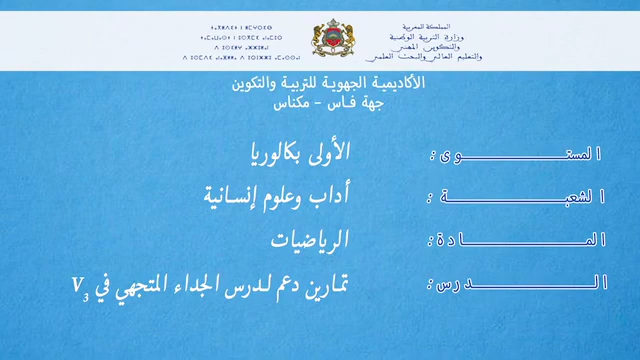 المملكة المغربية
وزارة التربية الوطنية
والتكوين المهني
والتعليم العالي والبحث العلمي
الأكاديمية الجهوية للتربية والتكوين
جهة فاس - مكناس
المستوى : الأولى بكالوريا
الشعبة : أداب وعلوم إنسانية
المادة : الرياضيات
الدرس : تمارين دعم لدرس الجداء المتجهي في V₃